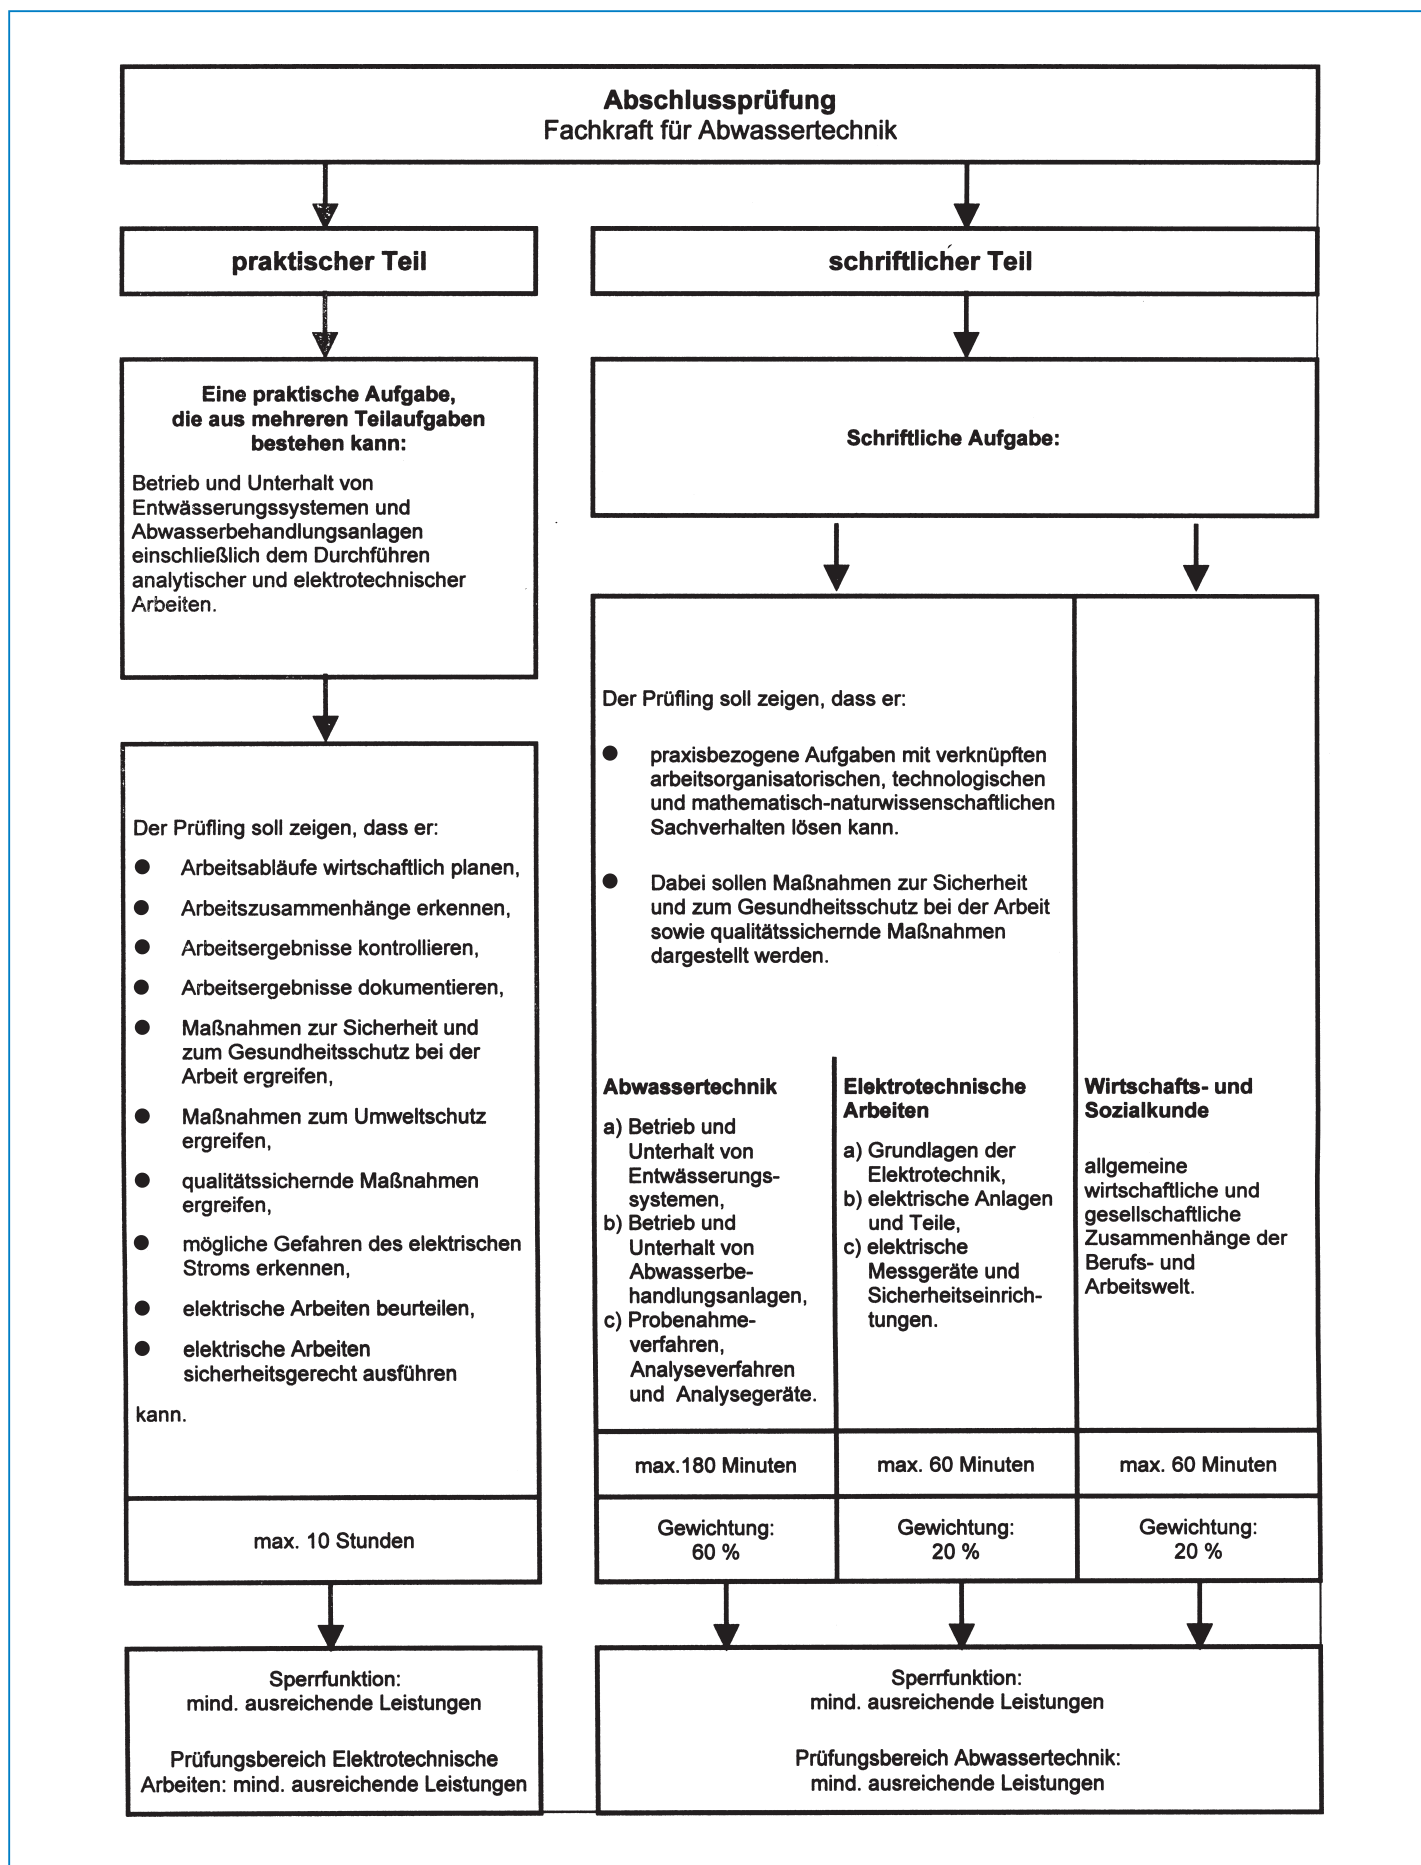 Abschlussprüfung
Fachkraft für Abwassertechnik
praktischer Teil
Eine praktische Aufgabe,
die aus mehreren Teilaufgaben
bestehen kann:
Betrieb und Unterhalt von
Entwässerungssystemen und
Abwasserbehandlungsanlagen
einschließlich dem Durchführen
analytischer und elektrotechnischer
Arbeiten.
Der Prüfling soll zeigen, dass er:
● Arbeitsabläufe wirtschaftlich planen,
● Arbeitszusammenhänge erkennen,
● Arbeitsergebnisse kontrollieren,
● Arbeitsergebnisse dokumentieren,
● Maßnahmen zur Sicherheit und
zum Gesundheitsschutz bei der
Arbeit ergreifen,
● Maßnahmen zum Umweltschutz
ergreifen,
● qualitätssichernde Maßnahmen
ergreifen,
● mögliche Gefahren des elektrischen
Stroms erkennen,
● elektrische Arbeiten beurteilen,
● elektrische Arbeiten
sicherheitsgerecht ausführen
kann.
max. 10 Stunden
Sperrfunktion:
mind. ausreichende Leistungen
Prüfungsbereich Elektrotechnische
Arbeiten: mind. ausreichende Leistungen
schriftlicher Teil
Schriftliche Aufgabe:
Der Prüfling soll zeigen, dass er:
● praxisbezogene Aufgaben mit verknüpften
arbeitsorganisatorischen, technologischen
und mathematisch-naturwissenschaftlichen
Sachverhalten lösen kann.
● Dabei sollen Maßnahmen zur Sicherheit
und zum Gesundheitsschutz bei der Arbeit
sowie qualitätssichernde Maßnahmen
dargestellt werden.
Abwassertechnik
a) Betrieb und
Unterhalt von
Entwässerungs-
systemen,
b) Betrieb und
Unterhalt von
Abwasserbe-
handlungsanlagen,
c) Probenahme-
verfahren,
Analyseverfahren
und Analysegeräte.
max.180 Minuten
Gewichtung:
60 %
Elektrotechnische
Arbeiten
a) Grundlagen der
Elektrotechnik,
b) elektrische Anlagen
und Teile,
c) elektrische
Messgeräte und
Sicherheitseinrich-
tungen.
max. 60 Minuten
Gewichtung:
20 %
Wirtschafts- und
Sozialkunde
allgemeine
wirtschaftliche und
gesellschaftliche
Zusammenhänge der
Berufs- und
Arbeitswelt.
max. 60 Minuten
Gewichtung:
20 %
Sperrfunktion:
mind. ausreichende Leistungen
Prüfungsbereich Abwassertechnik:
mind. ausreichende Leistungen